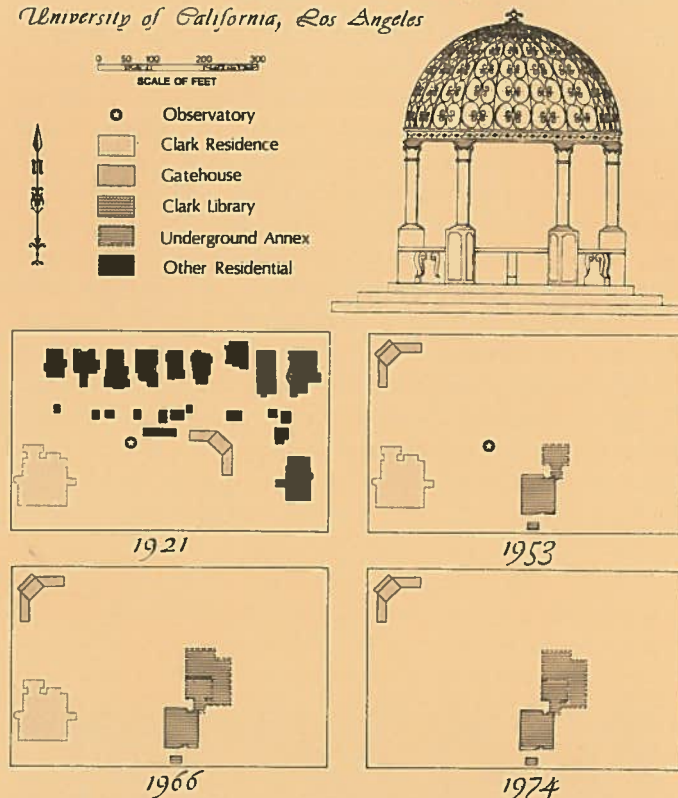 University of California, Los Angeles
0 50 100 200 300
SCALE OF FEET
Observatory
Clark Residence
Gatehouse
Clark Library
Underground Annex
Other Residential
1921
1953
1966
1974